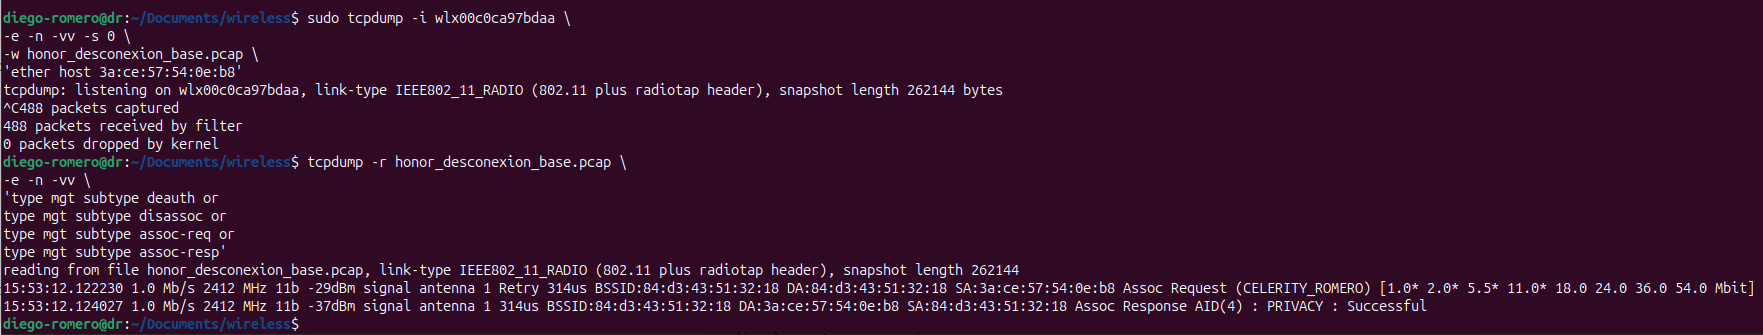 diego-romero@dr:~/Documents/wireless$ sudo tcpdump -i wlx00c0ca97bdaa \
-e -n -vv -s 0 \
-w honor_desconexion_base.pcap \
'ether host 3a:ce:57:54:0e:b8'
tcpdump: listening on wlx00c0ca97bdaa, link-type IEEE802_11_RADIO (802.11 plus radiotap header), snapshot length 262144 bytes
^C488 packets captured
488 packets received by filter
0 packets dropped by kernel
diego-romero@dr:~/Documents/wireless$ tcpdump -r honor_desconexion_base.pcap \
-e -n -vv \
'type mgt subtype deauth or
type mgt subtype disassoc or
type mgt subtype assoc-req or
type mgt subtype assoc-resp'
reading from file honor_desconexion_base.pcap, link-type IEEE802_11_RADIO (802.11 plus radiotap header), snapshot length 262144
15:53:12.122230 1.0 Mb/s 2412 MHz 11b -29dBm signal antenna 1 Retry 314us BSSID:84:d3:43:51:32:18 DA:84:d3:43:51:32:18 SA:3a:ce:57:54:0e:b8 Assoc Request (CELERITY_ROMERO) [1.0* 2.0* 5.5* 11.0* 18.0 24.0 36.0 54.0 Mbit]
15:53:12.124027 1.0 Mb/s 2412 MHz 11b -37dBm signal antenna 1 314us BSSID:84:d3:43:51:32:18 DA:3a:ce:57:54:0e:b8 SA:84:d3:43:51:32:18 Assoc Response AID(4) : PRIVACY : Successful
diego-romero@dr:~/Documents/wireless$